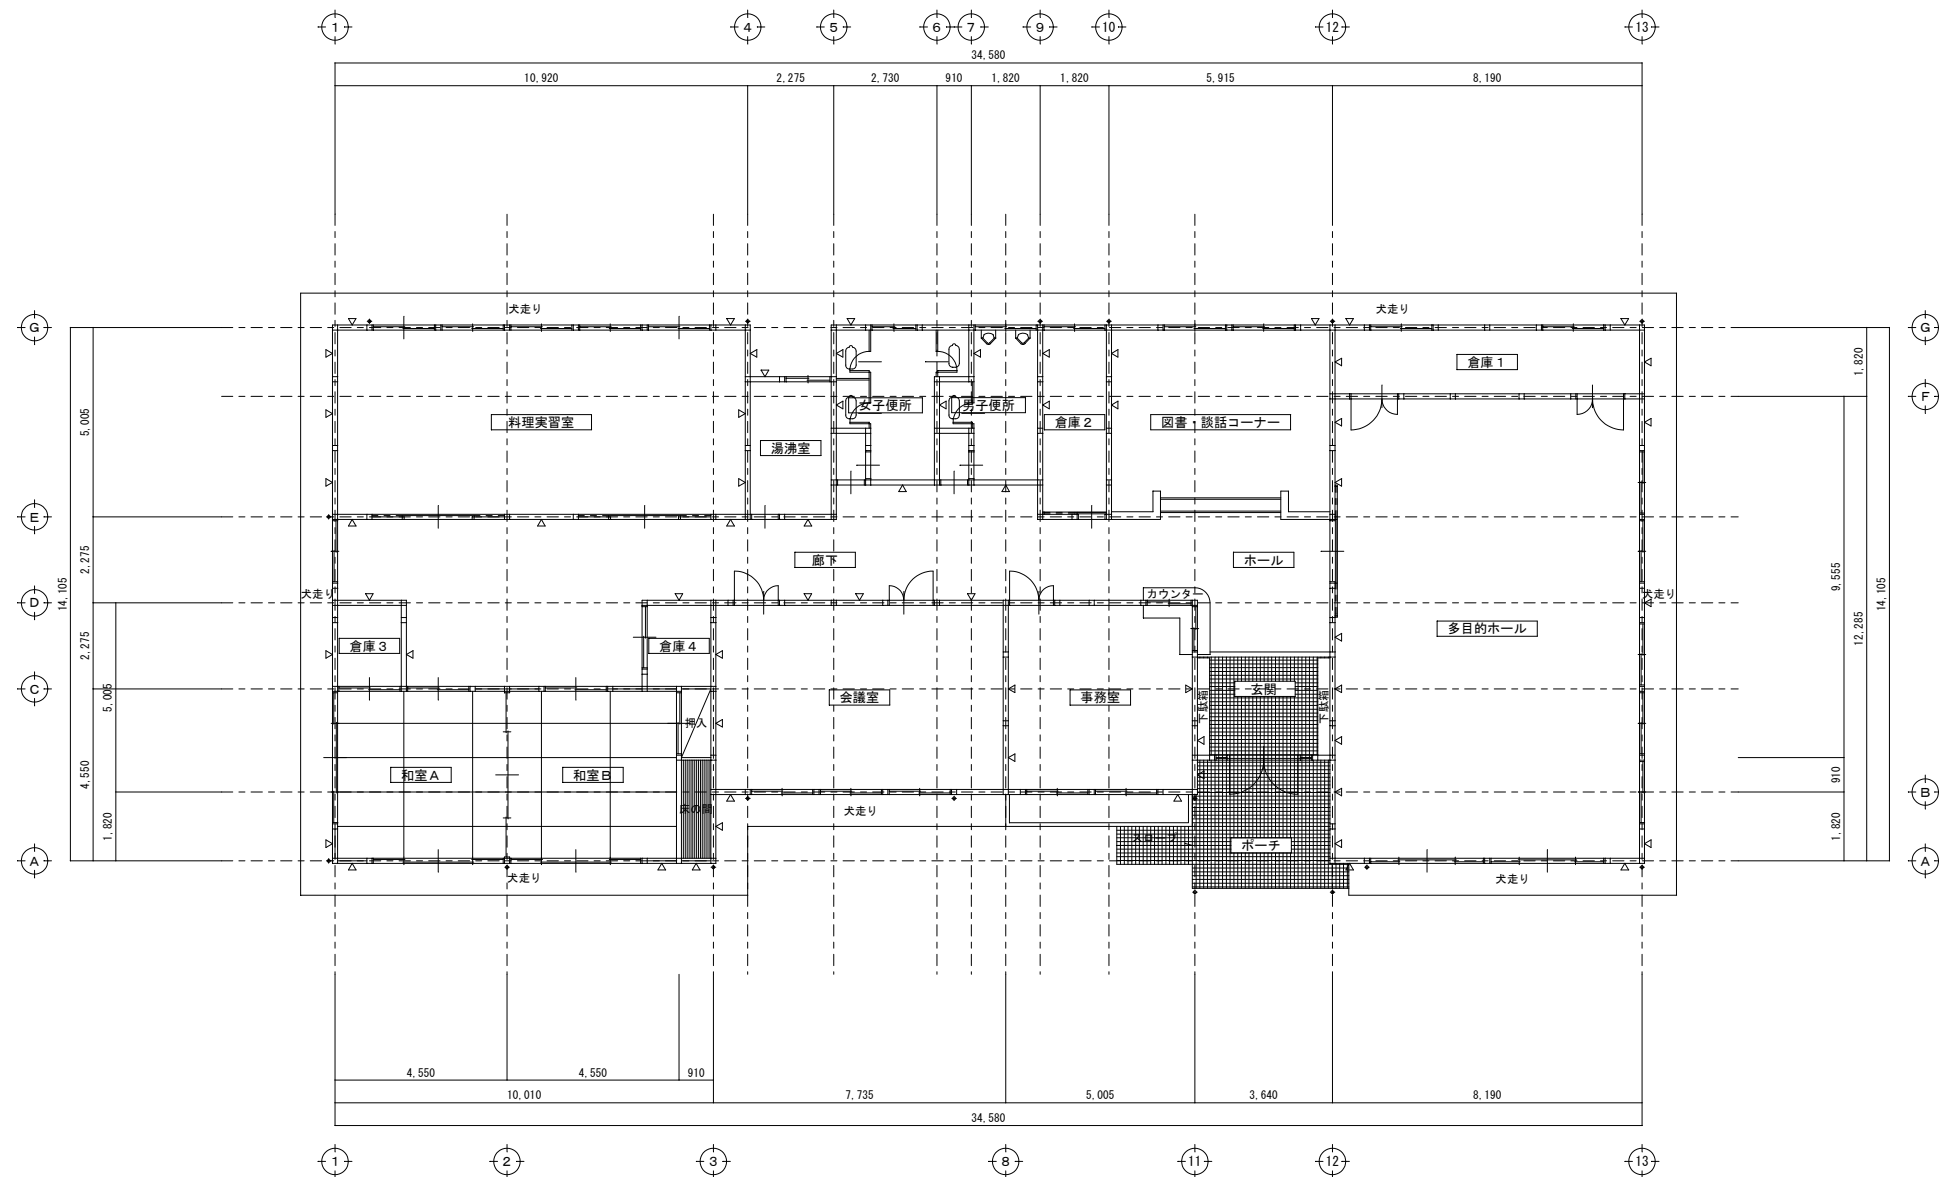 1 4 5 6 7 9 10 12 13
34,580
10,920 2,275 2,730 910 1,820 1,820 5,915 8,190
犬走り 犬走り
G G
倉庫1
1,820
F
女子便所 男子便所
5,005
料理実習室 倉庫2 図書・談話コーナー
湯沸室
E
2,275
廊下 ホール
9,555
14,105 14,105
犬走り カウンター 犬走り
D
多目的ホール
12,285
2,275
倉庫3 倉庫4
C
5,005
会議室 事務室 下駄箱 玄関 下駄箱
押入
4,550
和室A 和室B
910
B
床の間 犬走り
1,820 1,820
スロープ ポーチ
A A
犬走り 犬走り
4,550 4,550 910
10,010 7,735 5,005 3,640 8,190
34,580
1 2 3 8 11 12 13